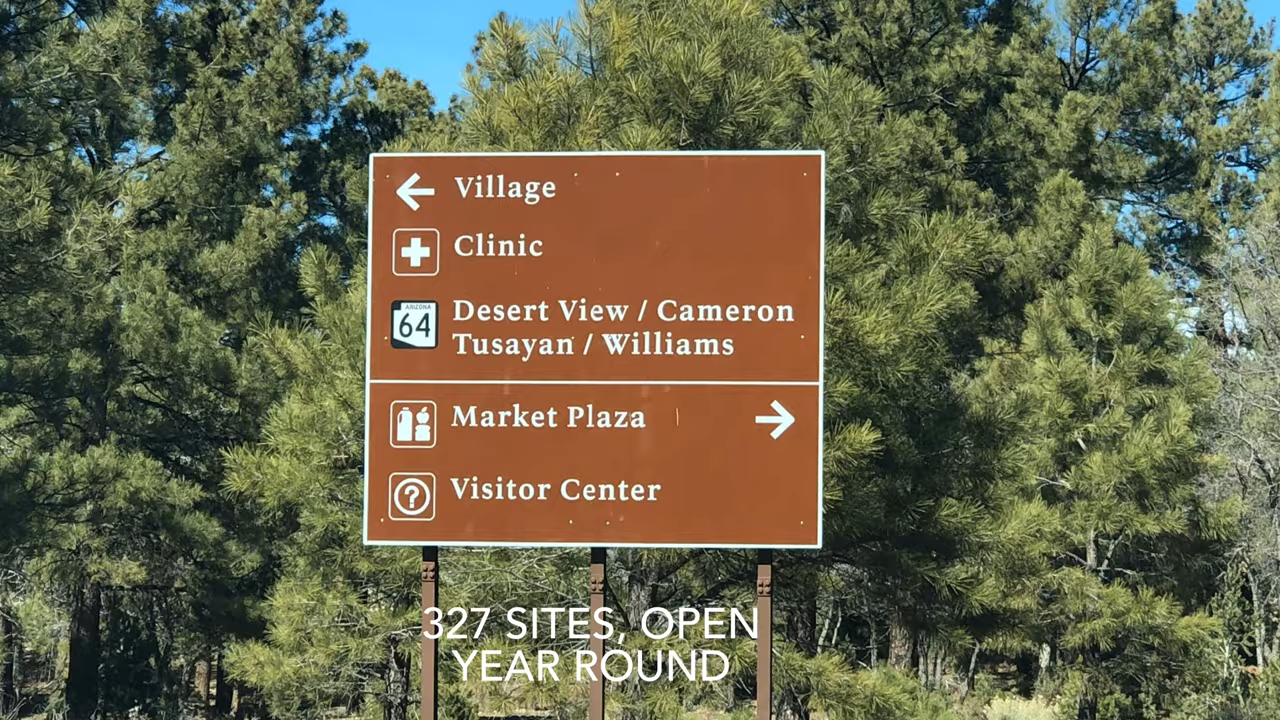 Village
Clinic
ARIZONA
64
Desert View / Cameron
Tusayan / Williams
Market Plaza
?
Visitor Center
327 SITES, OPEN
YEAR ROUND